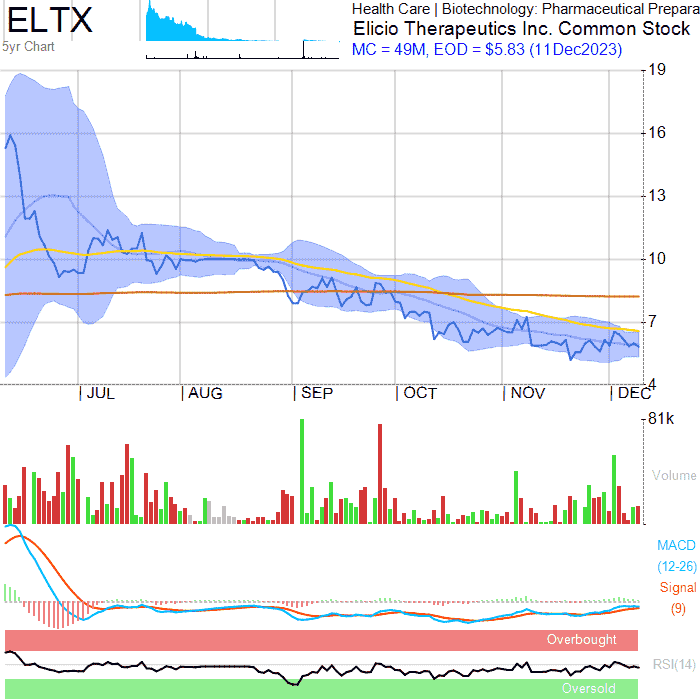 ELTX
5yr Chart
Health Care | Biotechnology: Pharmaceutical Prepara
Elicio Therapeutics Inc. Common Stock
MC = 49M, EOD = $5.83 (11Dec2023)
19
16
13
10
7
4
JUL AUG SEP OCT NOV DEC
81k
Volume
MACD
(12-26)
Signal
(9)
Overbought
RSI(14)
Oversold